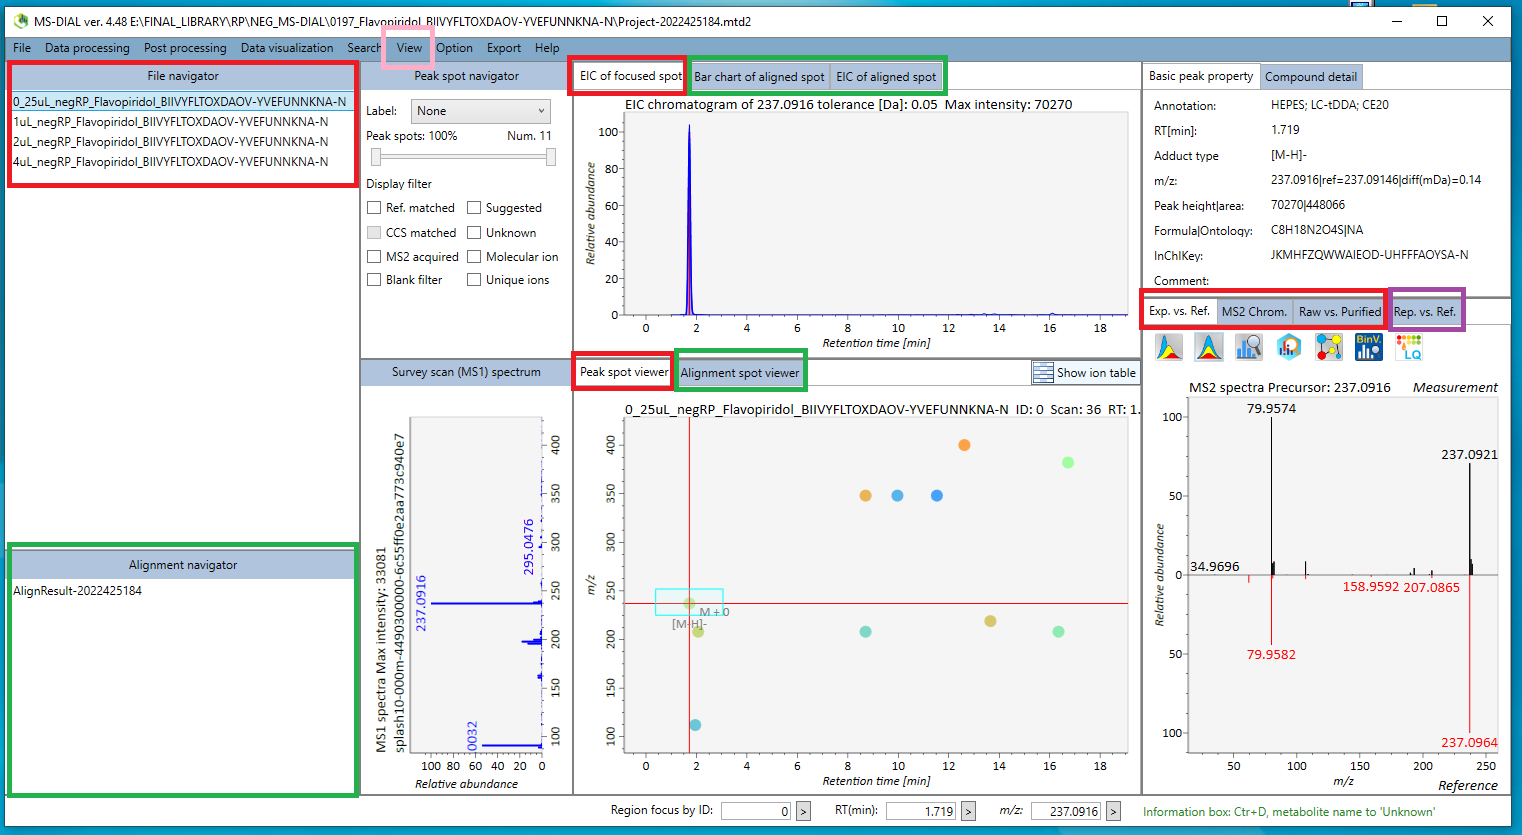 MS-DIAL ver. 4.48 E:\FINAL_LIBRARY\RP\NEG_MS-DIAL\0197_Flavopiridol_BIIVYFLTOXDAOV-YVEFUNNKNA-N\Project-2022425184.mtd2
File Data processing Post processing Data visualization Search View Option Export Help
File navigator
0_25uL_negRP_Flavopiridol_BIIVYFLTOXDAOV-YVEFUNNKNA-N
1uL_negRP_Flavopiridol_BIIVYFLTOXDAOV-YVEFUNNKNA-N
2uL_negRP_Flavopiridol_BIIVYFLTOXDAOV-YVEFUNNKNA-N
4uL_negRP_Flavopiridol_BIIVYFLTOXDAOV-YVEFUNNKNA-N
Alignment navigator
AlignResult-2022425184
Peak spot navigator
Label: None
Peak spots: 100% Num. 11
Display filter
Ref. matched Suggested
CCS matched Unknown
MS2 acquired Molecular ion
Blank filter Unique ions
Survey scan (MS1) spectrum
MS1 spectra Max intensity: 33081
splash10-000m-4490300000-6c55ff0e2aa773c940e7
237.0916
295.0476
0032
400
350
300
250
200
150
100
100 80 60 40 20 0
Relative abundance
EIC of focused spot Bar chart of aligned spot EIC of aligned spot
EIC chromatogram of 237.0916 tolerance [Da]: 0.05 Max intensity: 70270
Relative abundance
100
80
60
40
20
0
0 2 4 6 8 10 12 14 16 18
Retention time [min]
Peak spot viewer Alignment spot viewer Show ion table
0_25uL_negRP_Flavopiridol_BIIVYFLTOXDAOV-YVEFUNNKNA-N ID: 0 Scan: 36 RT: 1.
m/z
400
350
300
250
200
150
100
M + 0
[M-H]-
0 2 4 6 8 10 12 14 16 18
Retention time [min]
Basic peak property Compound detail
Annotation: HEPES; LC-tDDA; CE20
RT[min]: 1.719
Adduct type [M-H]-
m/z: 237.0916|ref=237.09146|diff(mDa)=0.14
Peak height|area: 70270|448066
Formula|Ontology: C8H18N2O4S|NA
InChIKey: JKMHFZQWWAIEOD-UHFFFAOYSA-N
Comment:
Exp. vs. Ref. MS2 Chrom. Raw vs. Purified Rep. vs. Ref.
BinV.
LQ
MS2 spectra Precursor: 237.0916 Measurement
Relative abundance
100
50
0
50
100
79.9574
237.0921
34.9696
158.9592 207.0865
79.9582
237.0964
50 100 150 200 250
m/z
Reference
Region focus by ID: 0 > RT(min): 1.719 > m/z: 237.0916 >
Information box: Ctr+D, metabolite name to 'Unknown'